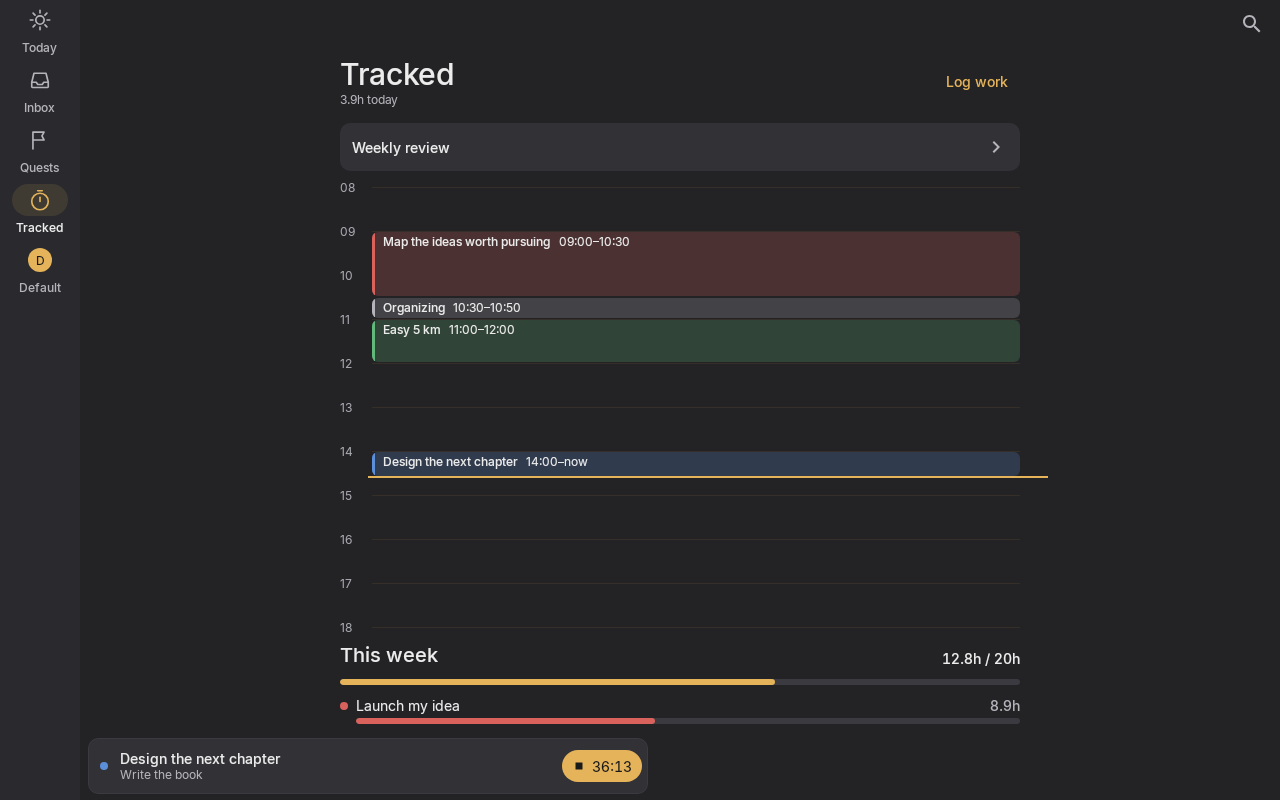 Today
Inbox
Quests
Tracked
D
Default
Tracked
3.9h today
Log work
Weekly review
08
09
Map the ideas worth pursuing 09:00–10:30
10
Organizing 10:30–10:50
11
Easy 5 km 11:00–12:00
12
13
14
Design the next chapter 14:00–now
15
16
17
18
This week
12.8h / 20h
Launch my idea
8.9h
Design the next chapter
Write the book
36:13